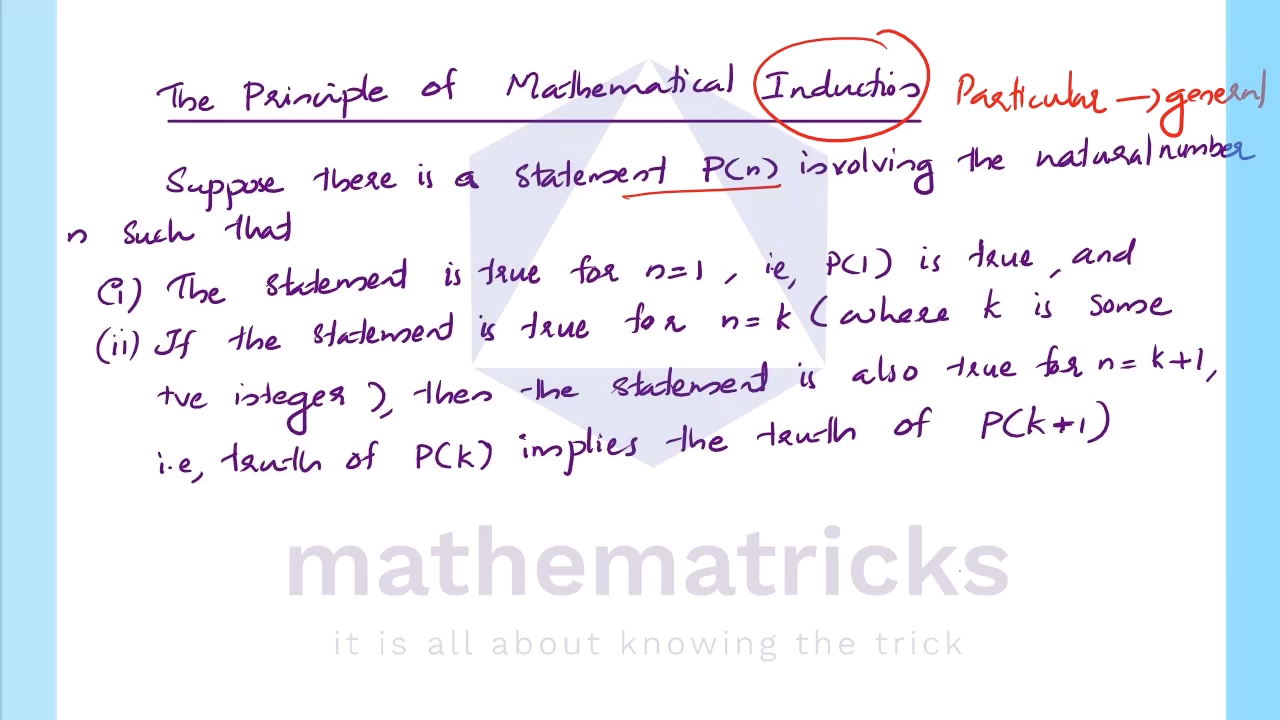 The Principle of Mathematical Induction Particular → general
Suppose there is a statement P(n) involving the natural number
n such that
(i) The statement is true for n=1, ie, P(1) is true, and
(ii) If the statement is true for n=k (where k is some
+ve integer), then the statement is also true for n=k+1,
i.e, truth of P(k) implies the truth of P(k+1)
mathematricks
it is all about knowing the trick